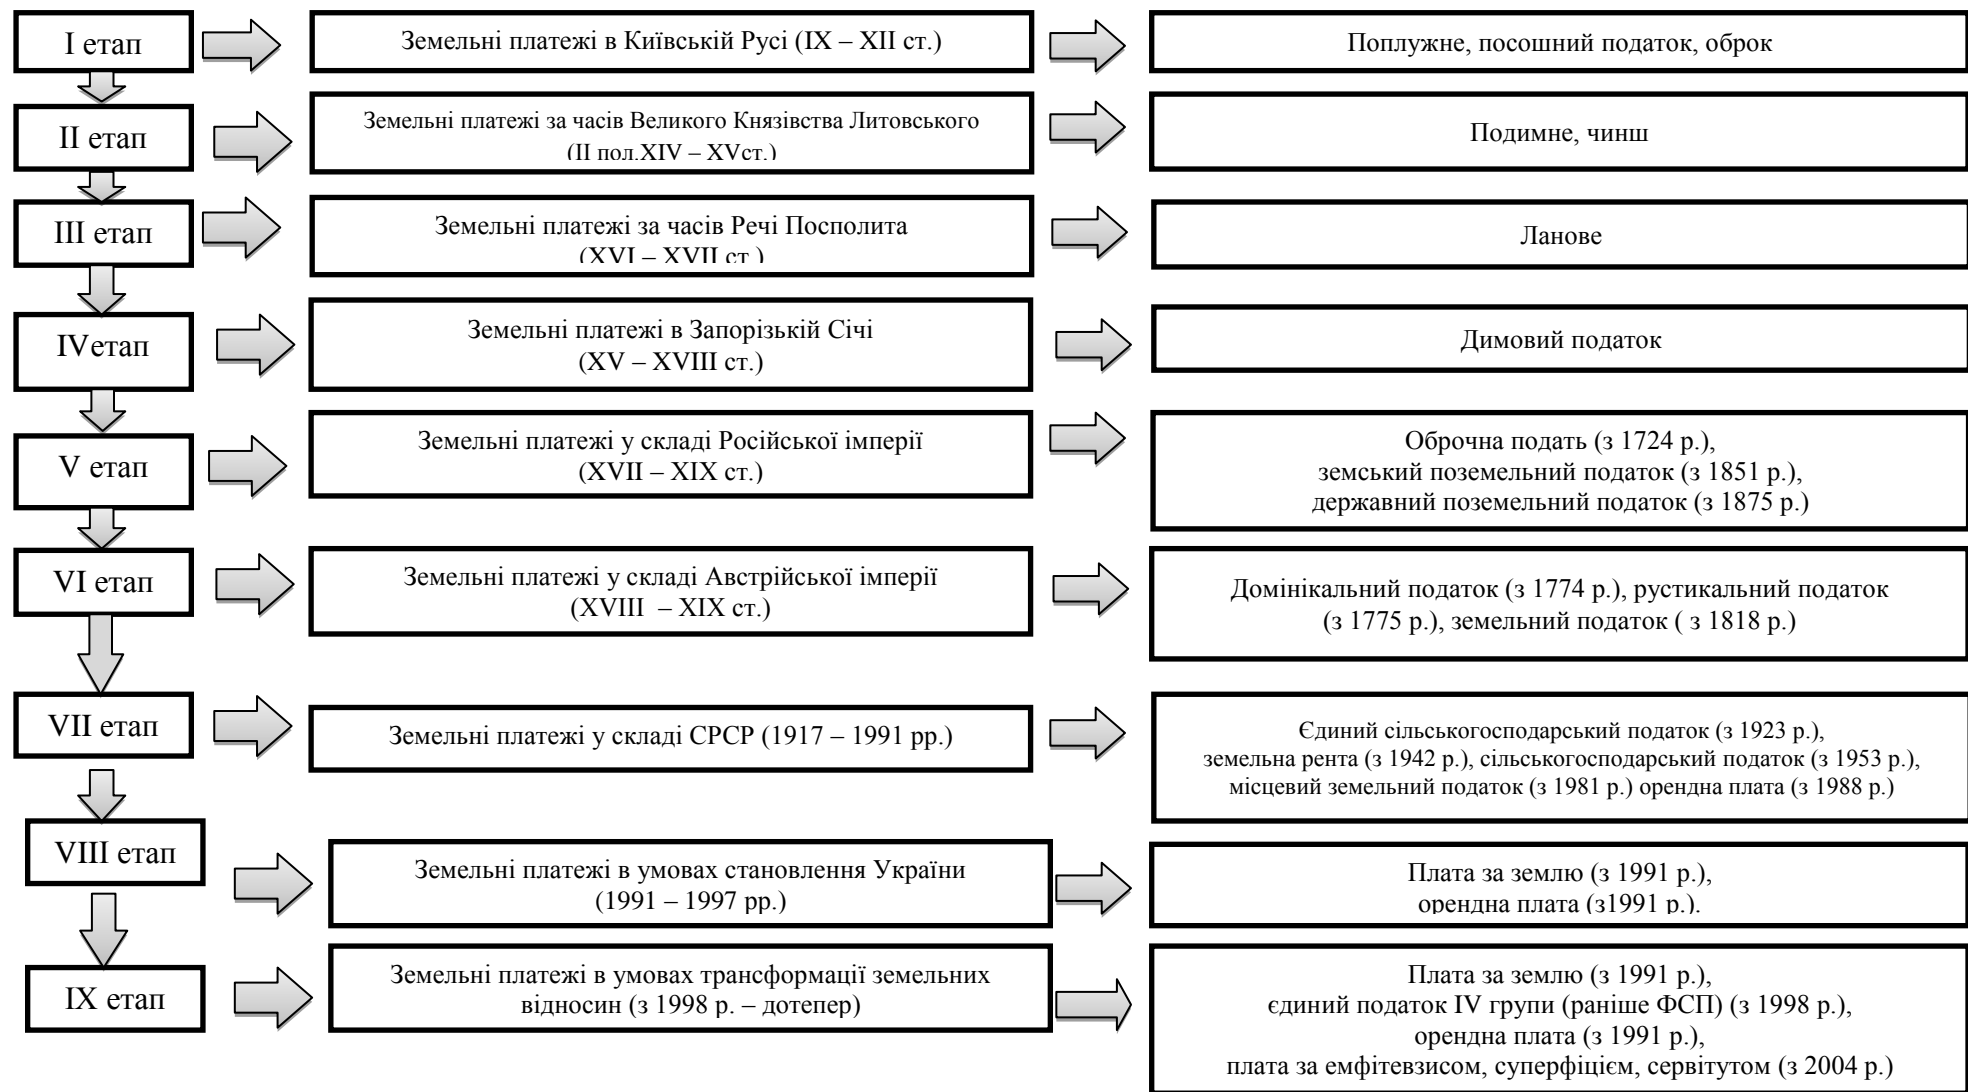 І етап
Земельні платежі в Київській Русі (ІХ – ХІІ ст.)
Поплужне, посошний податок, оброк
ІІ етап
Земельні платежі за часів Великого Князівства Литовського
(ІІ пол.XIV – XVст.)
Подимне, чинш
ІІІ етап
Земельні платежі за часів Речі Посполита
(XVI – XVII ст.)
Ланове
IVетап
Земельні платежі в Запорізькій Січі
(XV – XVIII ст.)
Димовий податок
V етап
Земельні платежі у складі Російської імперії
(XVII – XIX ст.)
Оброчна подать (з 1724 р.),
земський поземельний податок (з 1851 р.),
державний поземельний податок (з 1875 р.)
VI етап
Земельні платежі у складі Австрійської імперії
(XVIII – XIX ст.)
Домінікальний податок (з 1774 р.), рустикальний податок
(з 1775 р.), земельний податок ( з 1818 р.)
VII етап
Земельні платежі у складі СРСР (1917 – 1991 рр.)
Єдиний сільськогосподарський податок (з 1923 р.),
земельна рента (з 1942 р.), сільськогосподарський податок (з 1953 р.),
місцевий земельний податок (з 1981 р.) орендна плата (з 1988 р.)
VIII етап
Земельні платежі в умовах становлення України
(1991 – 1997 рр.)
Плата за землю (з 1991 р.),
орендна плата (з1991 р.).
IX етап
Земельні платежі в умовах трансформації земельних
відносин (з 1998 р. – дотепер)
Плата за землю (з 1991 р.),
єдиний податок IV групи (раніше ФСП) (з 1998 р.),
орендна плата (з 1991 р.),
плата за емфітевзисом, суперфіцієм, сервітутом (з 2004 р.)